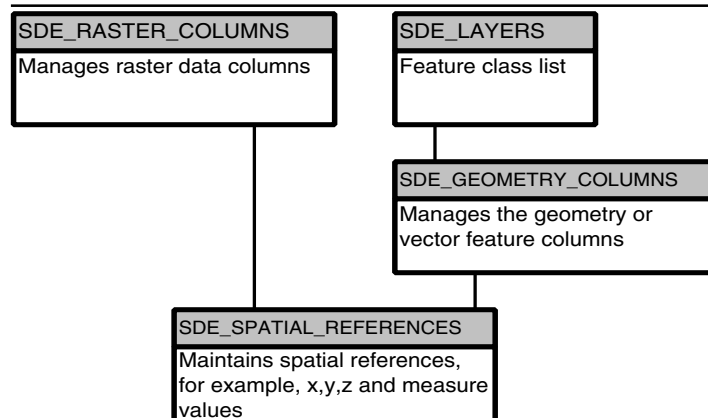 SDE_RASTER_COLUMNS
Manages raster data columns
SDE_LAYERS
Feature class list
SDE_GEOMETRY_COLUMNS
Manages the geometry or
vector feature columns
SDE_SPATIAL_REFERENCES
Maintains spatial references,
for example, x,y,z and measure
values